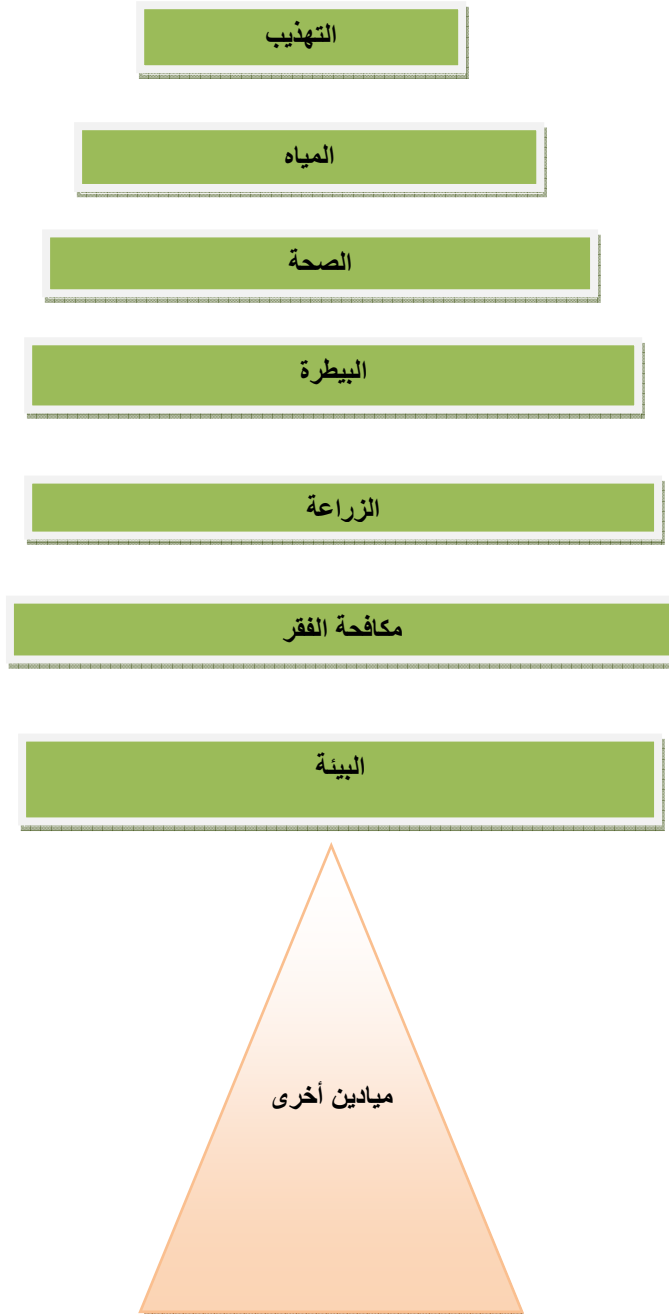 التهذيب
المياه
الصحة
البيطرة
الزراعة
مكافحة الفقر
البيئة
ميادين أخرى